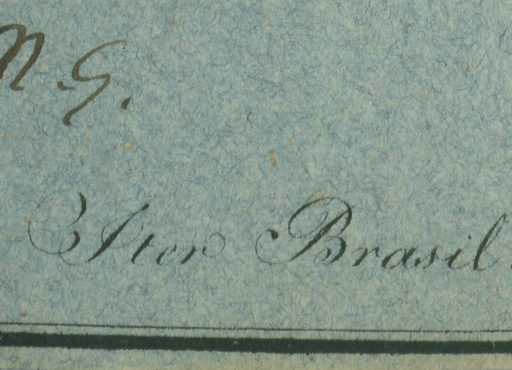 n. G.
Iter Brasil.